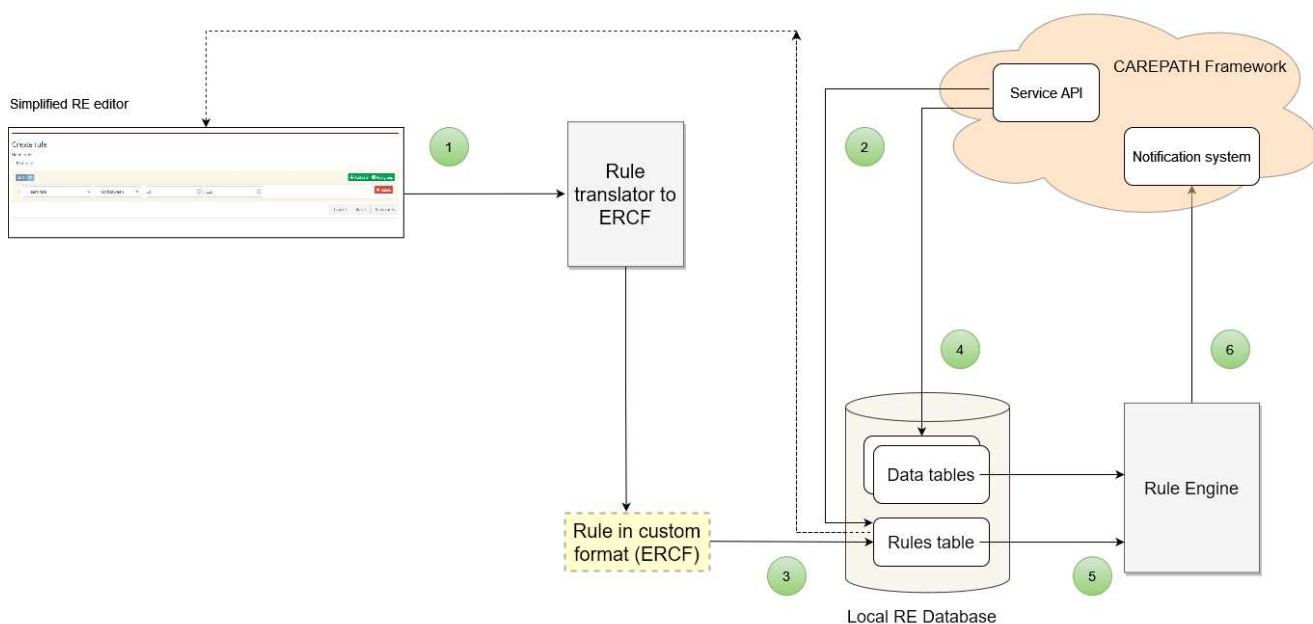 CAREPATH Framework
Service API
Simplified RE editor
Create rule
1
2
Rule
translator to
ERCF
Notification system
4
6
Data tables
Rule Engine
Rule in custom
format (ERCF)
Rules table
3
5
Local RE Database